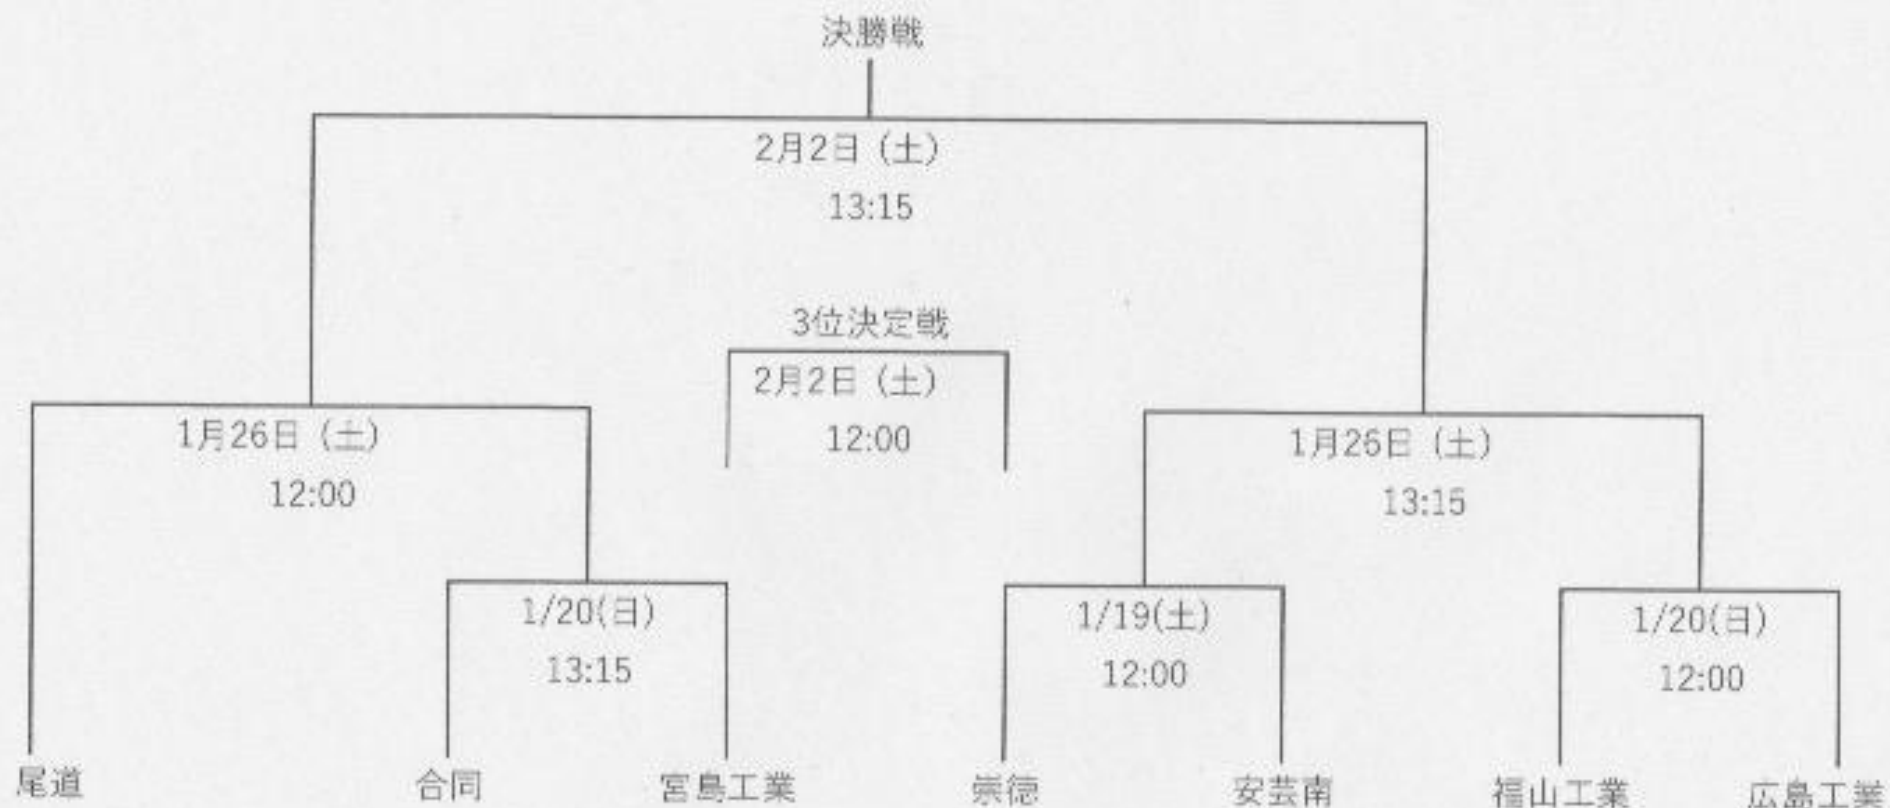 決勝戦
2月2日（土）
13:15
3位決定戦
2月2日（土）
12:00
1月26日（土）
12:00
1月26日（土）
13:15
1/20(日)
13:15
1/19(土)
12:00
1/20(日)
12:00
尾道
合同
宮島工業
崇徳
安芸南
福山工業
広島工業